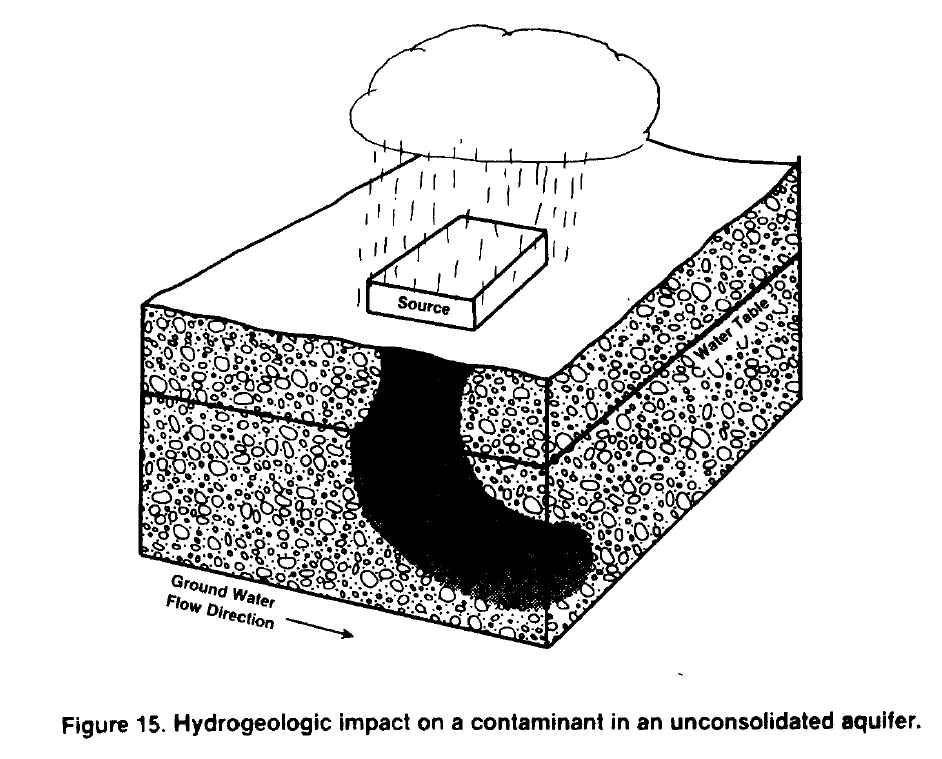 Source
Water Table
Ground Water
Flow Direction
Figure 15. Hydrogeologic impact on a contaminant in an unconsolidated aquifer.